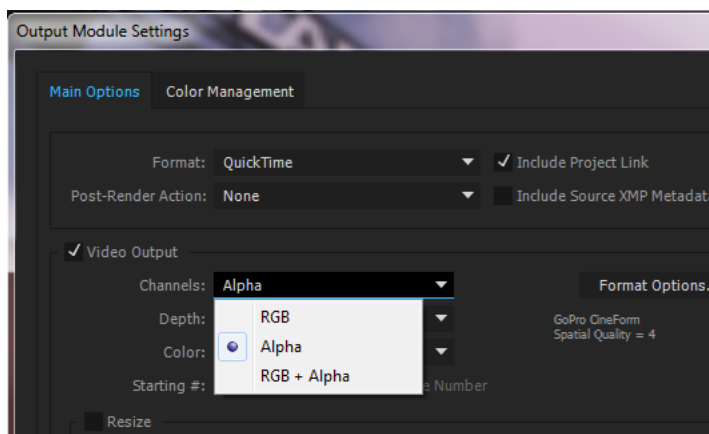 Output Module Settings
Main Options Color Management
Format: QuickTime Include Project Link
Post-Render Action: None Include Source XMP Metadat
Video Output
Channels: Alpha Format Options.
Depth: RGB GoPro CineForm
Spatial Quality = 4
Color: Alpha
RGB + Alpha
Starting #: e Number
Resize